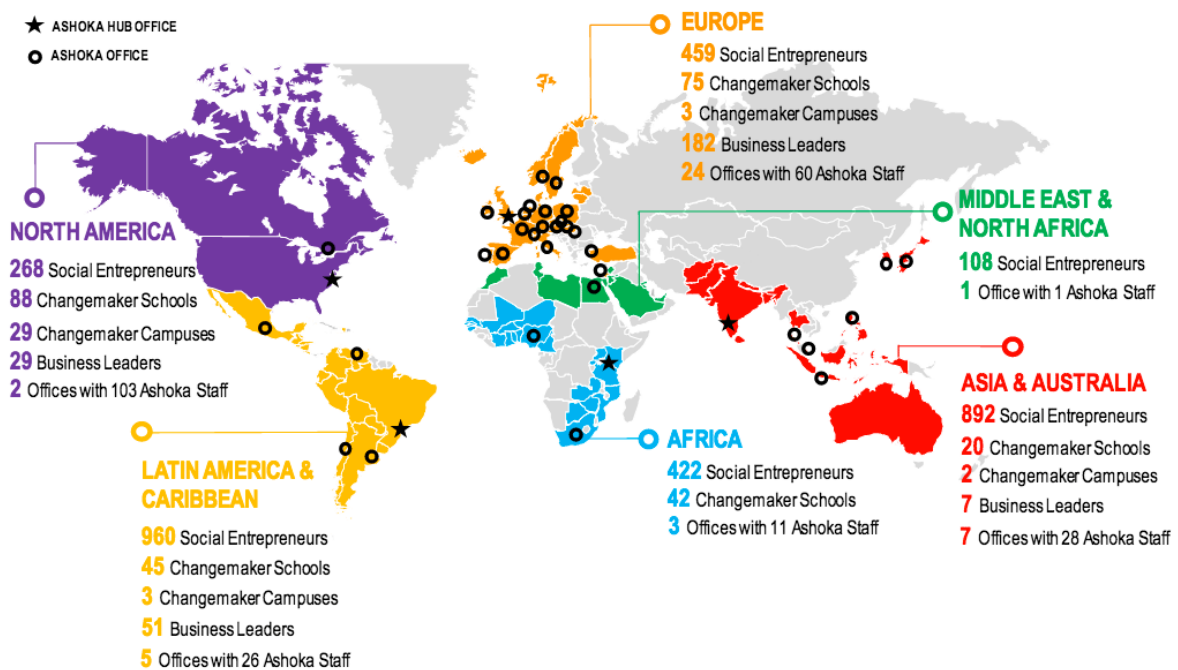 ASHOKA HUB OFFICE
ASHOKA OFFICE
EUROPE
459 Social Entrepreneurs
75 Changemaker Schools
3 Changemaker Campuses
182 Business Leaders
24 Offices with 60 Ashoka Staff
MIDDLE EAST &
NORTH AFRICA
108 Social Entrepreneurs
1 Office with 1 Ashoka Staff
NORTH AMERICA
268 Social Entrepreneurs
88 Changemaker Schools
29 Changemaker Campuses
29 Business Leaders
2 Offices with 103 Ashoka Staff
ASIA & AUSTRALIA
892 Social Entrepreneurs
20 Changemaker Schools
2 Changemaker Campuses
7 Business Leaders
7 Offices with 28 Ashoka Staff
AFRICA
422 Social Entrepreneurs
42 Changemaker Schools
3 Offices with 11 Ashoka Staff
LATIN AMERICA &
CARIBBEAN
960 Social Entrepreneurs
45 Changemaker Schools
3 Changemaker Campuses
51 Business Leaders
5 Offices with 26 Ashoka Staff